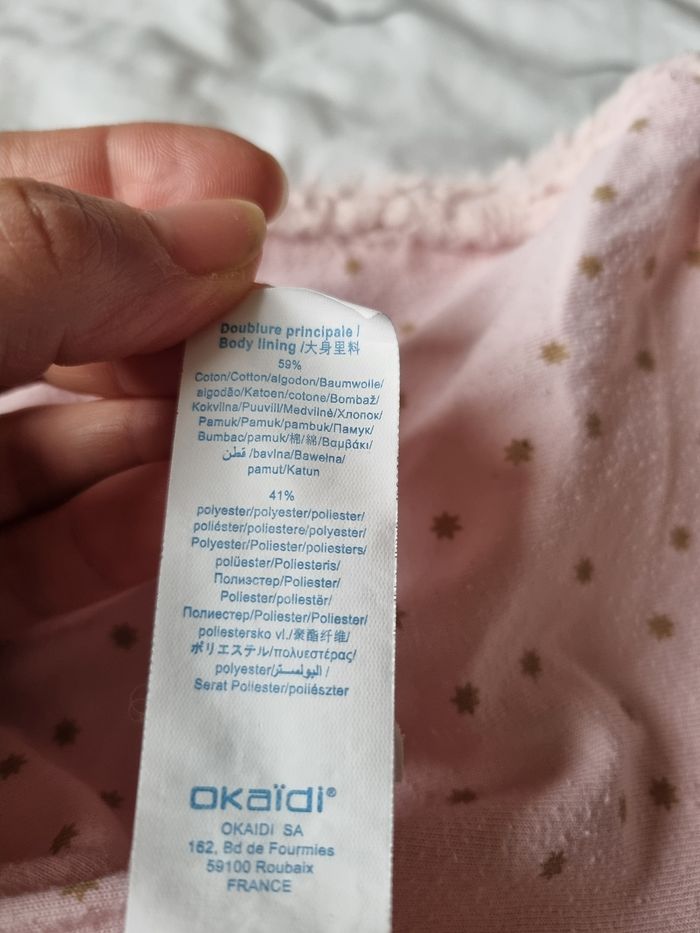 Doublure principale /
Body lining /大身里料
59%
Coton/Cotton/algodon/Baumwolle/
algodão/Katoen/cotone/Bombaž/
Kokvilna/Puuvill/Medvilnė/Хлопок/
Pamuk/Pamuk/pambuk/Памук/
Bumbac/pamuk/棉/綿/Βαμβάκι/
قطن /bavlna/Bawełna/
pamut/Katun
41%
polyester/polyester/poliester/
poliéster/poliestere/polyester/
Polyester/Poliester/poliesters/
polüester/Poliesteris/
Полиэстер/Poliester/
Poliester/poliestër/
Полиестер/Poliester/Poliester/
poliestersko vl./聚酯纤维/
ポリエステル/πολυεστέρας/
polyester/البوليستر /
Serat Poliester/poliészter
okaïdi®
OKAIDI SA
162, Bd de Fourmies
59100 Roubaix
FRANCE